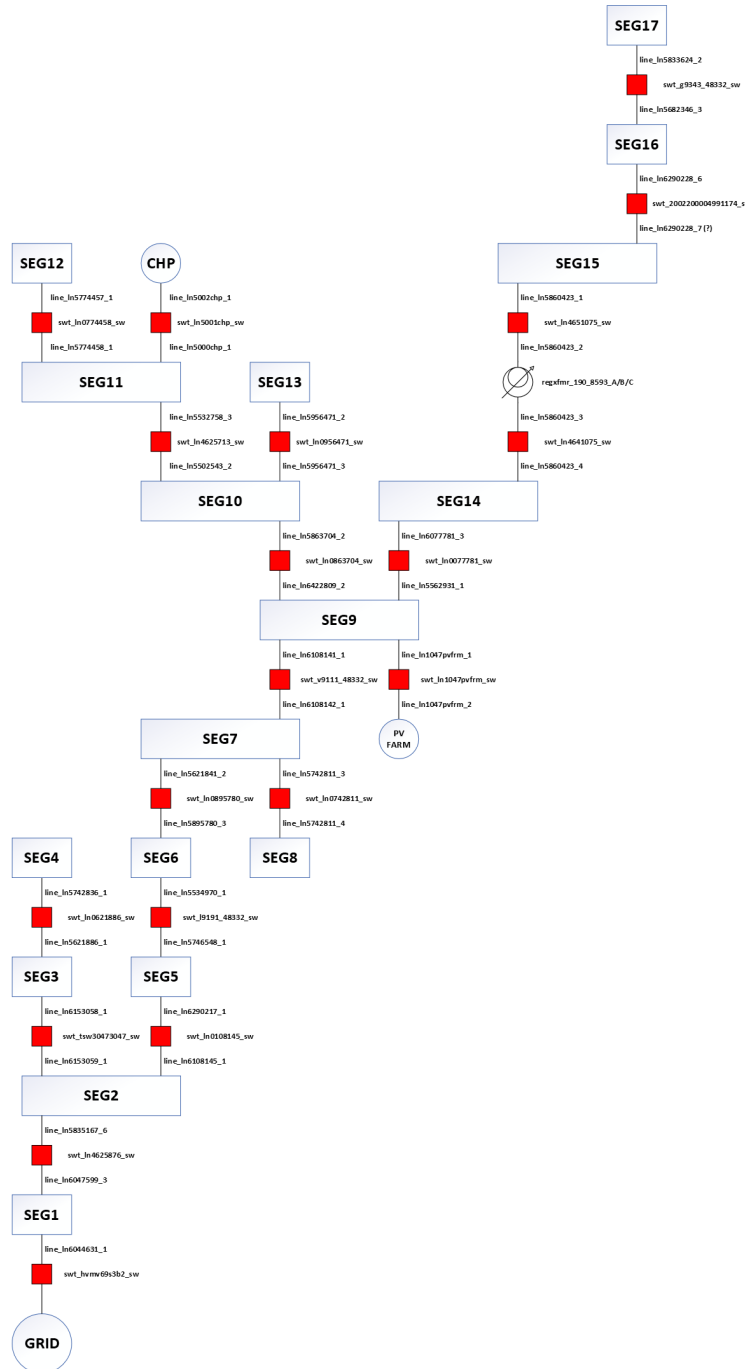 SEG17
line_ln5833624_2
swt_g9343_48332_sw
line_ln5682346_3
SEG16
line_ln6290228_6
swt_2002200004991174_s
line_ln6290228_7 (?)
SEG12
CHP
SEG15
line_ln5774457_1
line_ln5002chp_1
line_ln5860423_1
swt_ln0774458_sw
swt_ln5001chp_sw
swt_ln4651075_sw
line_ln5774458_1
line_ln5000chp_1
line_ln5860423_2
SEG11
SEG13
regxfmr_190_8593_A/B/C
line_ln5532758_3
line_ln5956471_2
line_ln5860423_3
swt_ln4625713_sw
swt_ln0956471_sw
swt_ln4641075_sw
line_ln5502543_2
line_ln5956471_3
line_ln5860423_4
SEG10
SEG14
line_ln5863704_2
line_ln6077781_3
swt_ln0863704_sw
swt_ln0077781_sw
line_ln6422809_2
line_ln5562931_1
SEG9
line_ln6108141_1
line_ln1047pvfrm_1
swt_v9111_48332_sw
swt_ln1047pvfrm_sw
line_ln6108142_1
line_ln1047pvfrm_2
SEG7
PV
FARM
line_ln5621841_2
line_ln5742811_3
swt_ln0895780_sw
swt_ln0742811_sw
line_ln5895780_3
line_ln5742811_4
SEG4
SEG6
SEG8
line_ln5742836_1
line_ln5534970_1
swt_ln0621886_sw
swt_l9191_48332_sw
line_ln5621886_1
line_ln5746548_1
SEG3
SEG5
line_ln6153058_1
line_ln6290217_1
swt_tsw30473047_sw
swt_ln0108145_sw
line_ln6153059_1
line_ln6108145_1
SEG2
line_ln5835167_6
swt_ln4625876_sw
line_ln6047599_3
SEG1
line_ln6044631_1
swt_hvmv69s3b2_sw
GRID